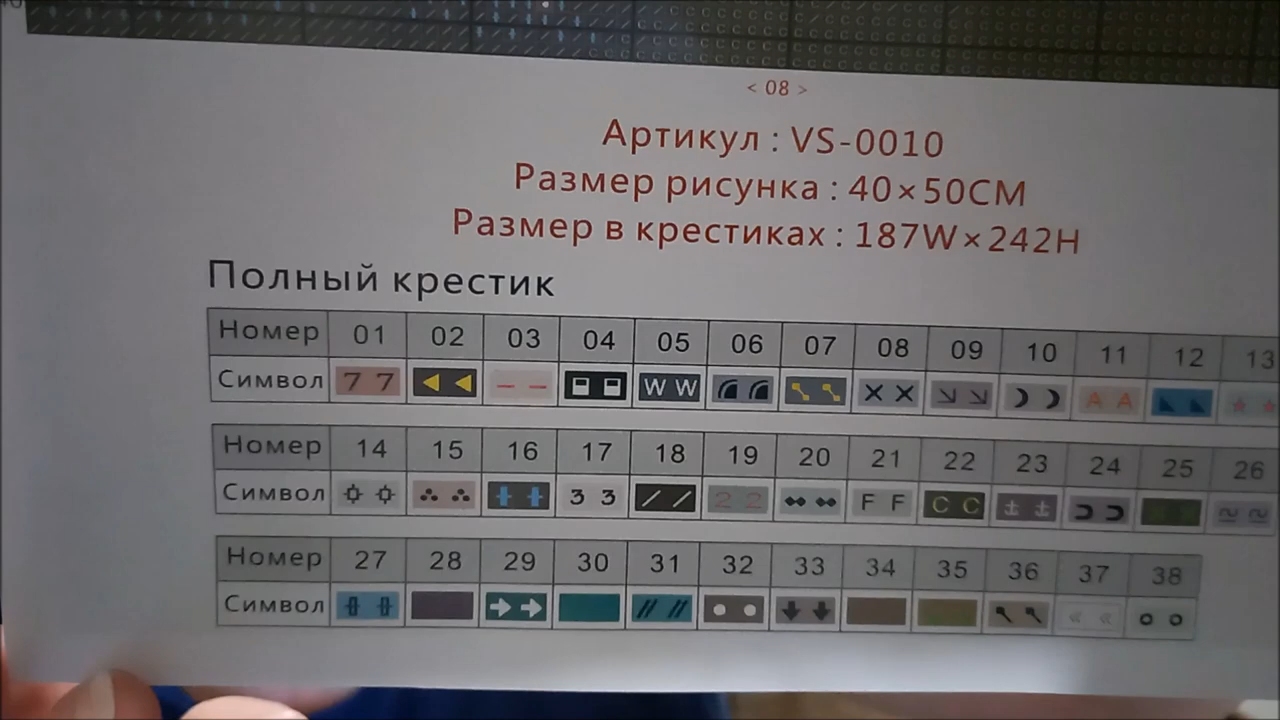 < 08 >
Артикул : VS-0010
Размер рисунка : 40×50СМ
Размер в крестиках : 187W×242H
Полный крестик
Номер 01 02 03 04 05 06 07 08 09 10 11 12 13
Символ 7 7 W W A A
Номер 14 15 16 17 18 19 20 21 22 23 24 25 26
Символ 3 3 2 2 F F C C
Номер 27 28 29 30 31 32 33 34 35 36 37 38
Символ